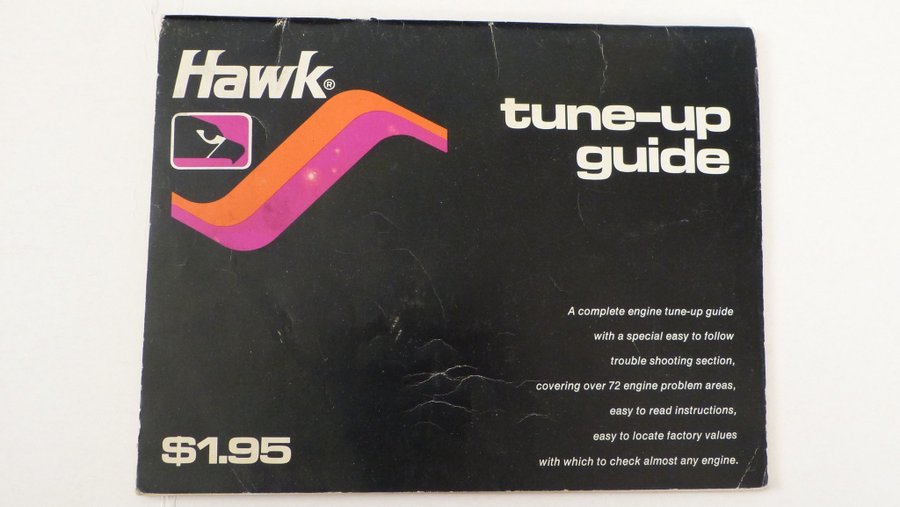 Hawk®
tune-up
guide
A complete engine tune-up guide
with a special easy to follow
trouble shooting section,
covering over 72 engine problem areas,
easy to read instructions,
easy to locate factory values
with which to check almost any engine.
$1.95